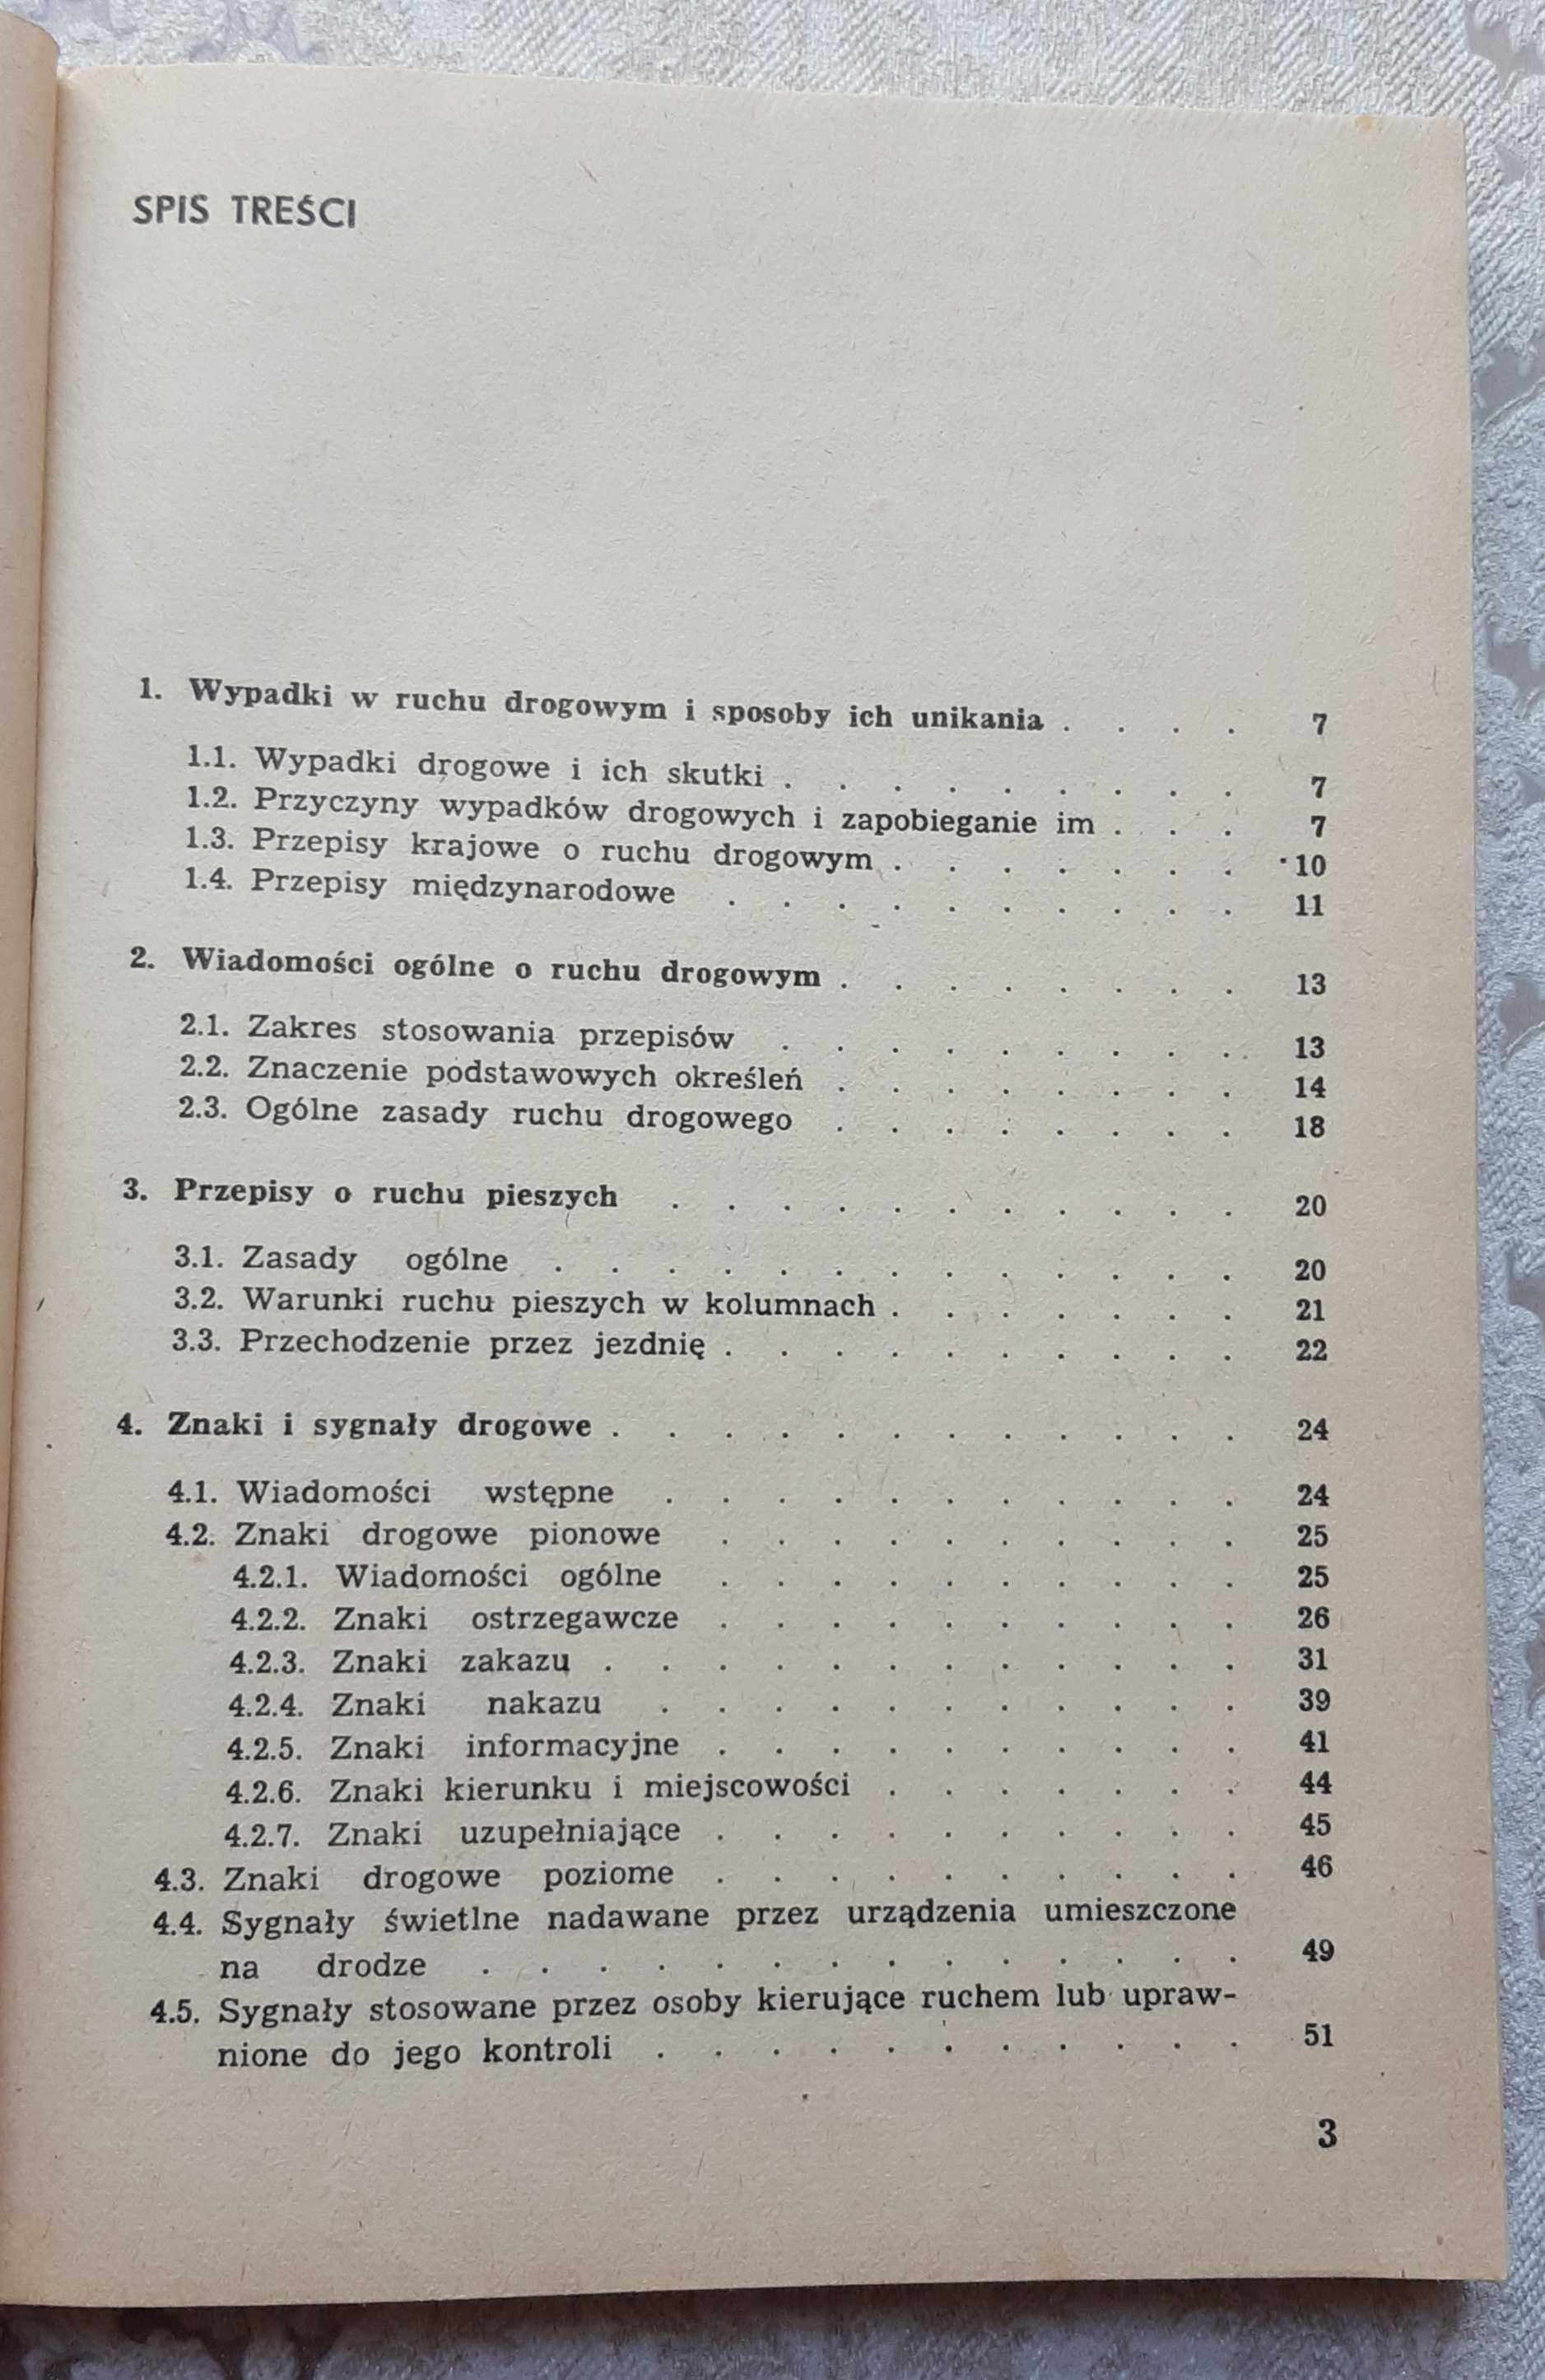 SPIS TREŚCI
1. Wypadki w ruchu drogowym i sposoby ich unikania . . . . 7
1.1. Wypadki drogowe i ich skutki . . . . . . . . . 7
1.2. Przyczyny wypadków drogowych i zapobieganie im . . . 7
1.3. Przepisy krajowe o ruchu drogowym . . . . . . . 10
1.4. Przepisy międzynarodowe . . . . . . . . . . 11
2. Wiadomości ogólne o ruchu drogowym . . . . . . . . 13
2.1. Zakres stosowania przepisów . . . . . . . . . 13
2.2. Znaczenie podstawowych określeń . . . . . . . . 14
2.3. Ogólne zasady ruchu drogowego . . . . . . . . 18
3. Przepisy o ruchu pieszych . . . . . . . . . . . 20
3.1. Zasady ogólne . . . . . . . . . . . . . 20
3.2. Warunki ruchu pieszych w kolumnach . . . . . . . 21
3.3. Przechodzenie przez jezdnię . . . . . . . . . . 22
4. Znaki i sygnały drogowe . . . . . . . . . . . . 24
4.1. Wiadomości wstępne . . . . . . . . . . . 24
4.2. Znaki drogowe pionowe . . . . . . . . . . 25
4.2.1. Wiadomości ogólne . . . . . . . . . . 25
4.2.2. Znaki ostrzegawcze . . . . . . . . . . 26
4.2.3. Znaki zakazu . . . . . . . . . . . . 31
4.2.4. Znaki nakazu . . . . . . . . . . . 39
4.2.5. Znaki informacyjne . . . . . . . . . . 41
4.2.6. Znaki kierunku i miejscowości . . . . . . . 44
4.2.7. Znaki uzupełniające . . . . . . . . . . 45
4.3. Znaki drogowe poziome . . . . . . . . . . 46
4.4. Sygnały świetlne nadawane przez urządzenia umieszczone
na drodze . . . . . . . . . . . . . . 49
4.5. Sygnały stosowane przez osoby kierujące ruchem lub upraw-
nione do jego kontroli . . . . . . . . . . . 51
3